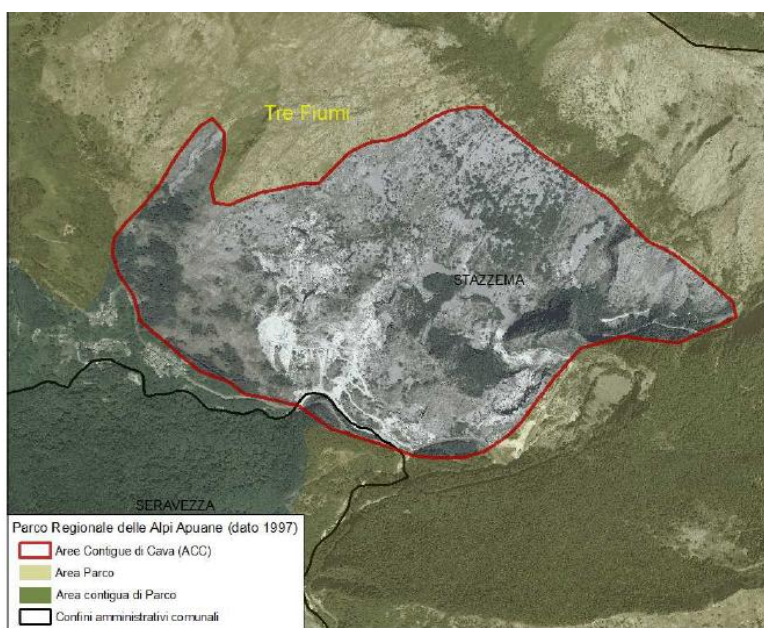 Tre Fiumi
STAZZEMA
SERAVEZZA
Parco Regionale delle Alpi Apuane (dato 1997)
Aree Contigue di Cava (ACC)
Area Parco
Area contigua di Parco
Confini amministrativi comunali